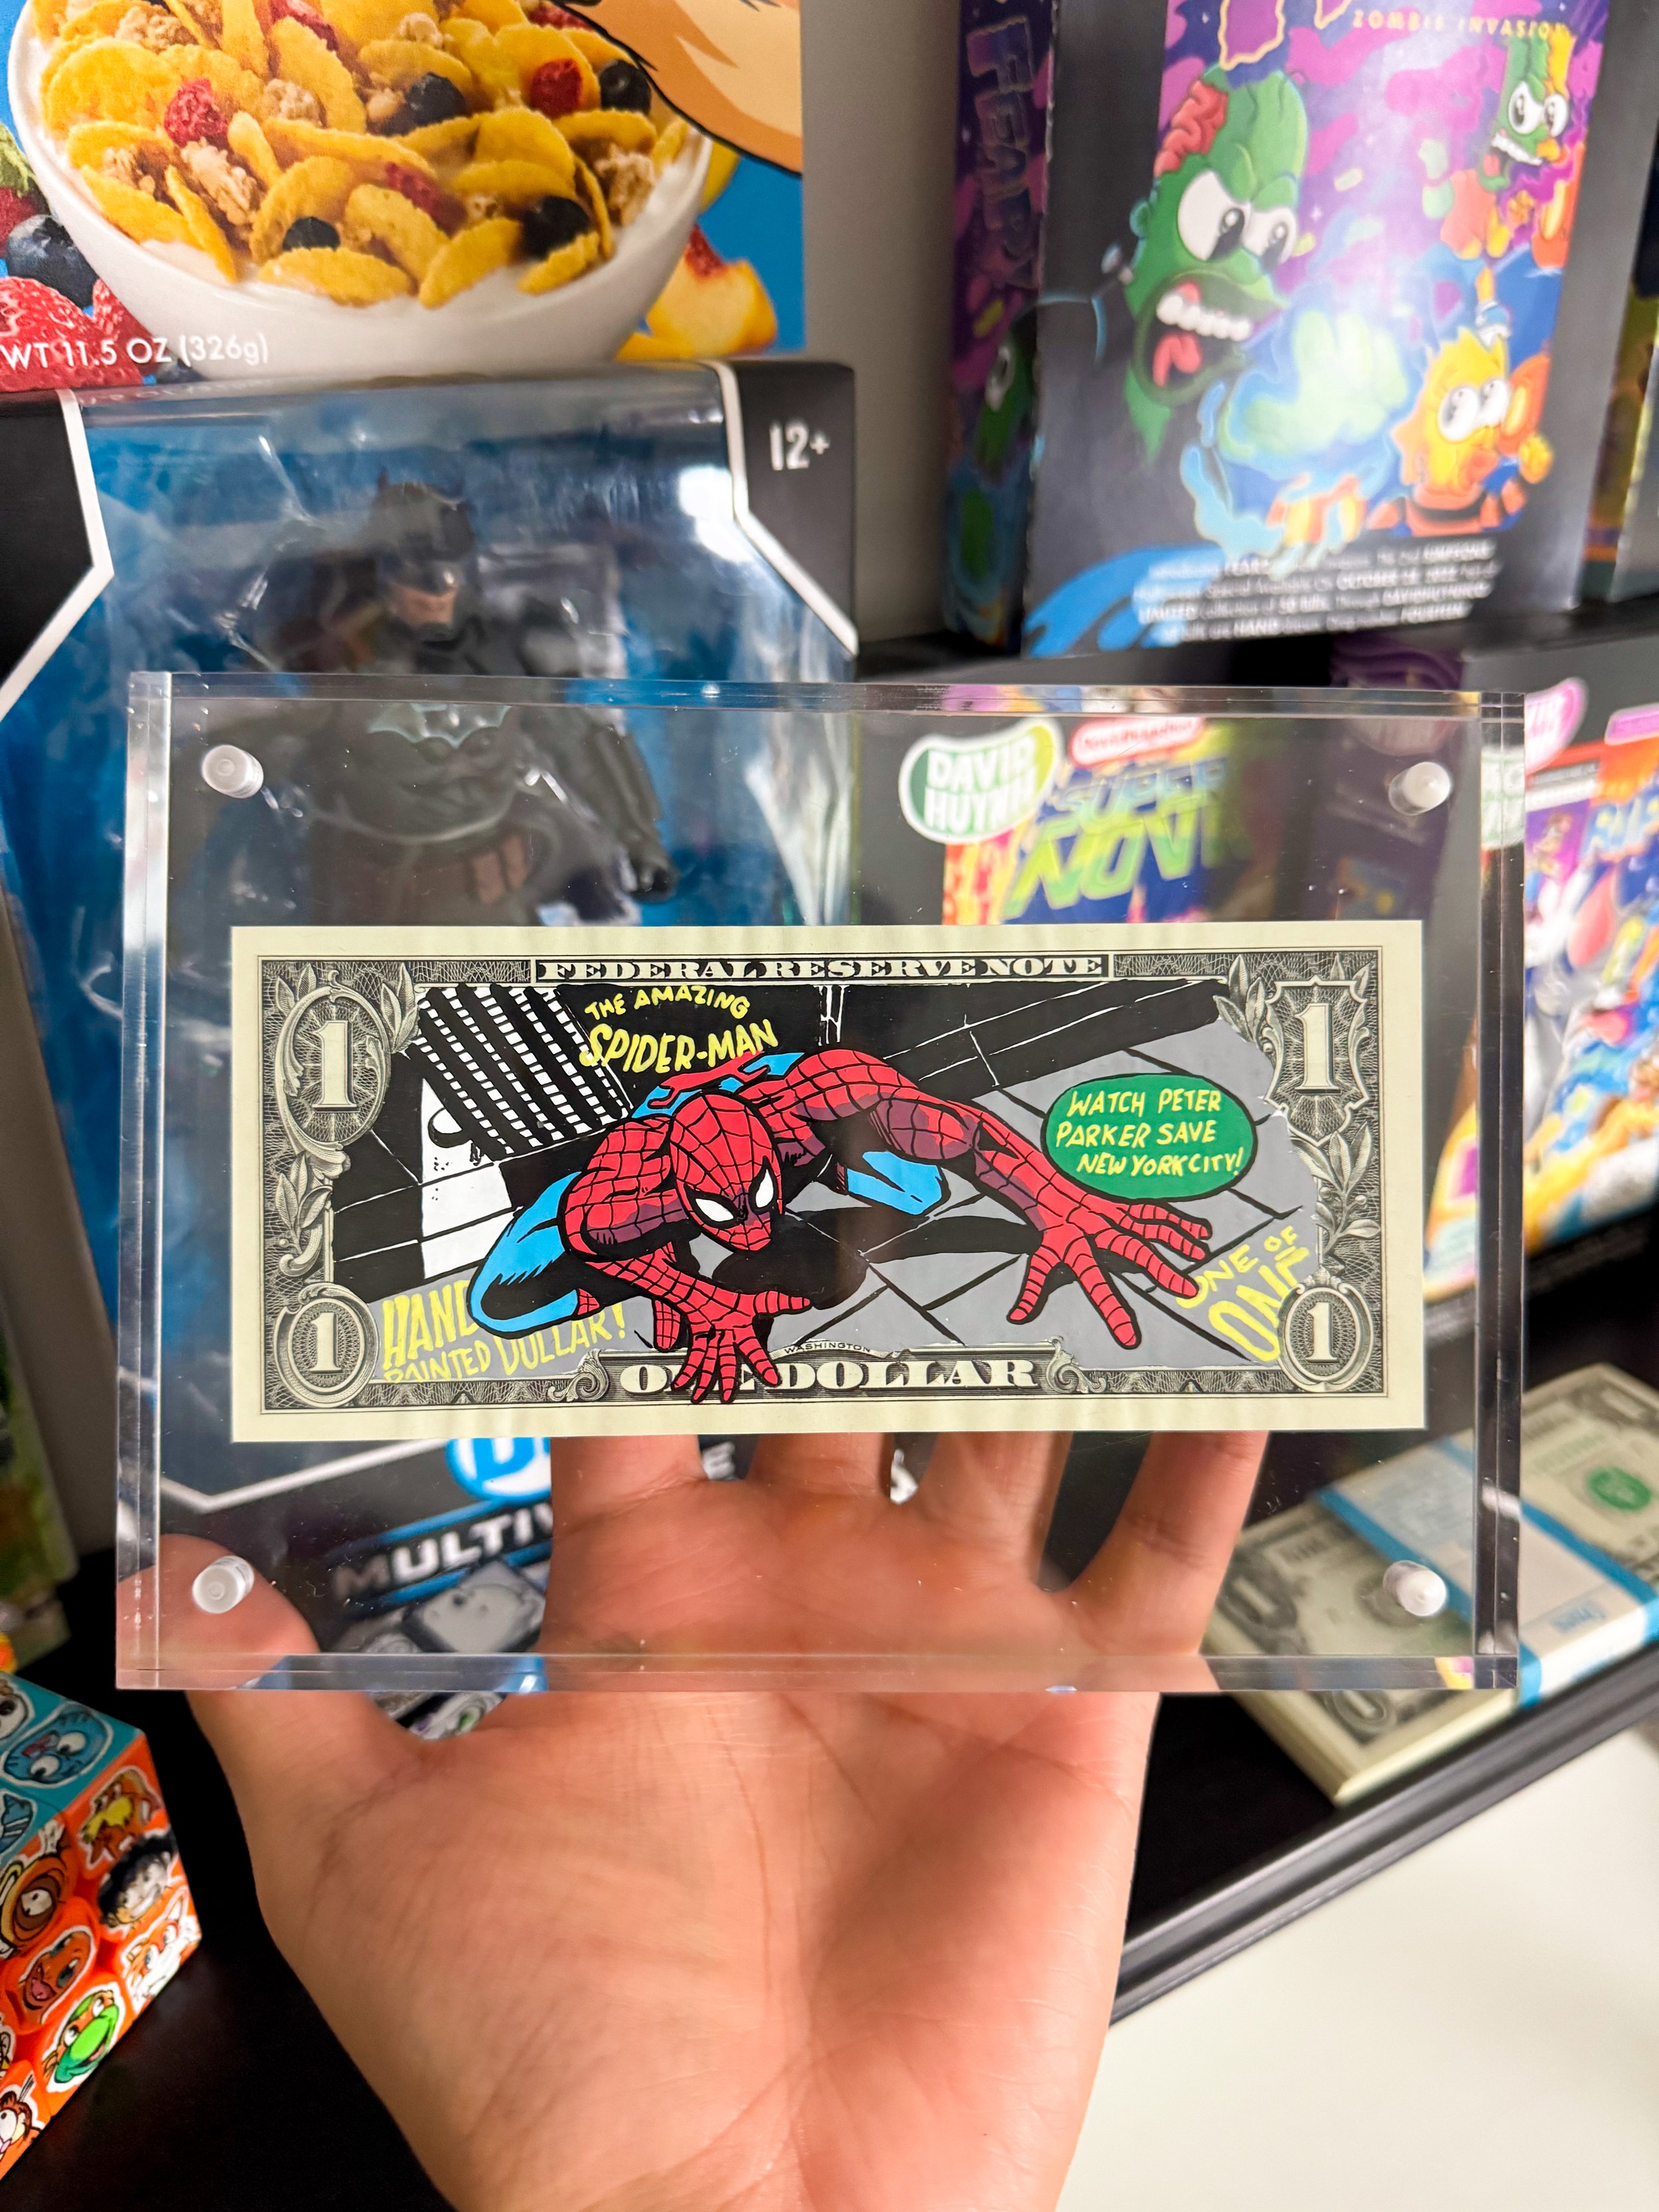 WT 11.5 OZ (326g)
ZOMBIE INVASION
12+
DAVID
HUYNH
SUPER
NOV
FEDERAL RESERVE NOTE
1
1
THE AMAZING
SPIDER-MAN
WATCH PETER
PARKER SAVE
NEW YORK CITY!
ONE OF
ONE
HAND
PAINTED DOLLAR!
1
1
WASHINGTON
ONE DOLLAR
MULTIV